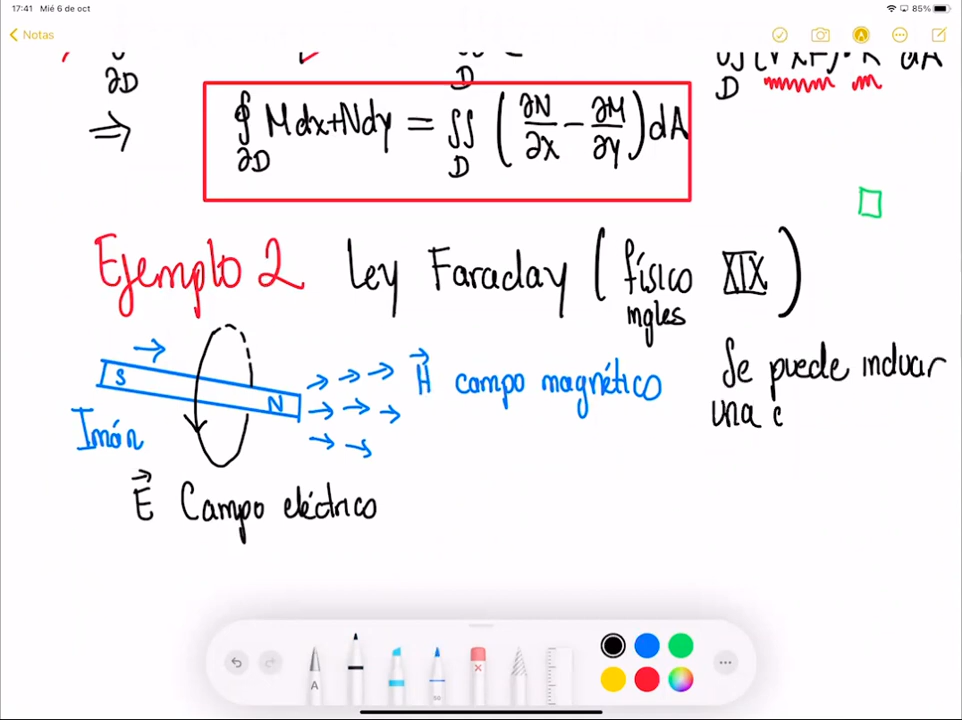 17:41 Mié 6 de oct 85%
Notas
∂D D D
⇒ ∮ Mdx+Ndy = ∬ ( ∂N/∂x − ∂M/∂y ) dA
∂D D
Ejemplo 2 Ley Faraday ( físico XIX )
ingles
S N
H⃗ campo magnético
Se puede inducir
una c
Imán
E⃗ Campo eléctrico
A
50